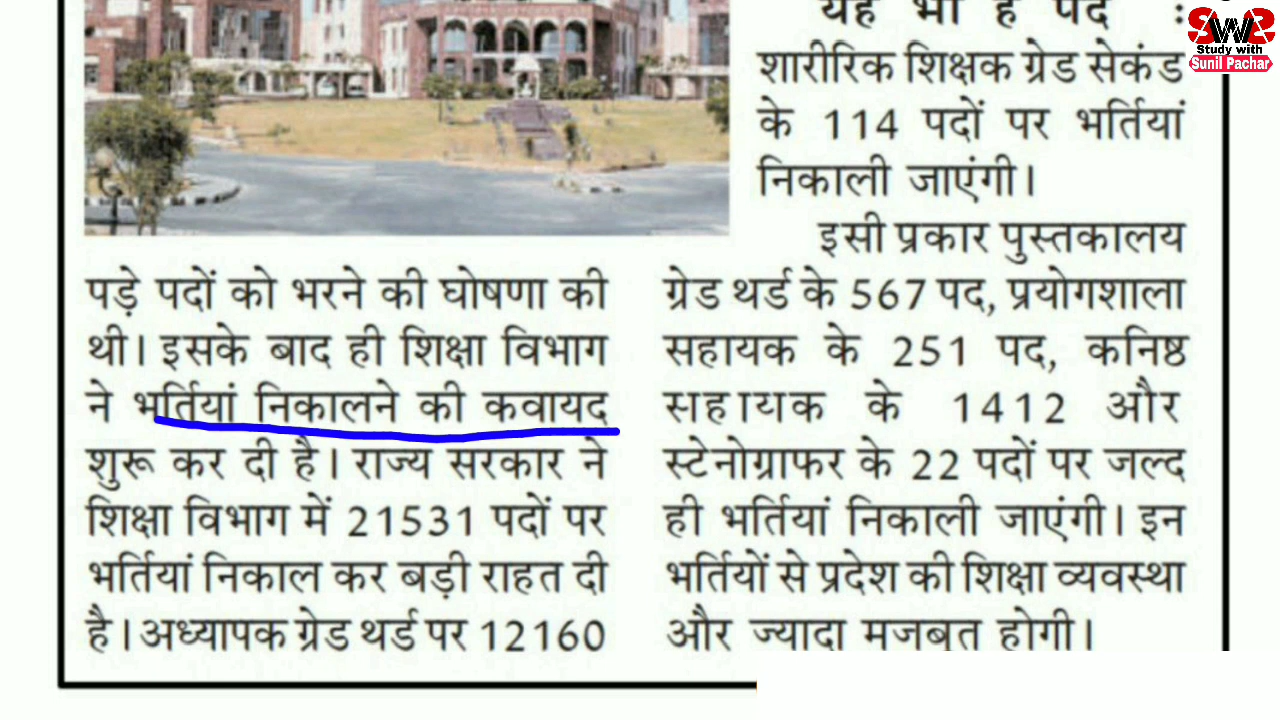 पड़े पदों को भरने की घोषणा की
थी। इसके बाद ही शिक्षा विभाग
ने भर्तियां निकालने की कवायद
शुरू कर दी है। राज्य सरकार ने
शिक्षा विभाग में 21531 पदों पर
भर्तियां निकाल कर बड़ी राहत दी
है। अध्यापक ग्रेड थर्ड पर 12160
यह भी है पद :
शारीरिक शिक्षक ग्रेड सेकंड
के 114 पदों पर भर्तियां
निकाली जाएंगी।
इसी प्रकार पुस्तकालय
ग्रेड थर्ड के 567 पद, प्रयोगशाला
सहायक के 251 पद, कनिष्ठ
सहायक के 1412 और
स्टेनोग्राफर के 22 पदों पर जल्द
ही भर्तियां निकाली जाएंगी। इन
भर्तियों से प्रदेश की शिक्षा व्यवस्था
और ज्यादा मजबूत होगी।
SWS
Study with
Sunil Pachar